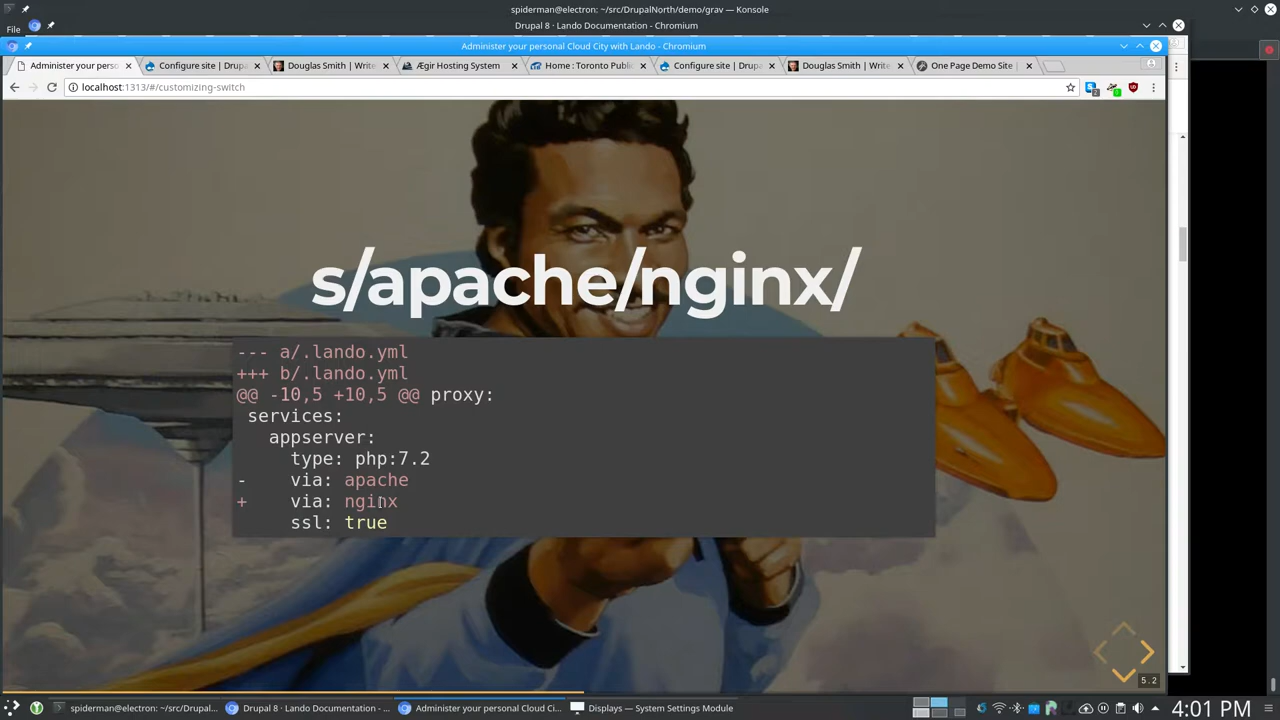 spiderman@electron: ~/src/DrupalNorth/demo/grav — Konsole
File
Drupal 8 · Lando Documentation - Chromium
Administer your personal Cloud City with Lando - Chromium
Administer your perso
Configure site | Drupa
Douglas Smith | Write
Ægir Hosting System
Home : Toronto Public
Configure site | Drup
Douglas Smith | Write
One Page Demo Site |
localhost:1313/#/customizing-switch
s/apache/nginx/
--- a/.lando.yml
+++ b/.lando.yml
@@ -10,5 +10,5 @@ proxy:
services:
appserver:
type: php:7.2
- via: apache
+ via: nginx
ssl: true
5.2
spiderman@electron: ~/src/Drupal...
Drupal 8 · Lando Documentation - ...
Administer your personal Cloud Ci...
Displays — System Settings Module
4:01 PM